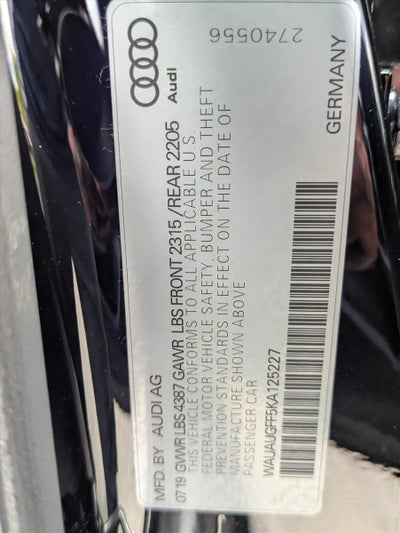 MFD. BY AUDI AG
Audi
0719 GVWR LBS 4387 GAWR LBS FRONT 2315 / REAR 2205
THIS VEHICLE CONFORMS TO ALL APPLICABLE U S
FEDERAL MOTOR VEHICLE SAFETY, BUMPER AND THEFT
PREVENTION STANDARDS IN EFFECT ON THE DATE OF
MANUFACTURE SHOWN ABOVE
PASSENGER CAR
WAUAUGFF5KA125227
GERMANY
2740556